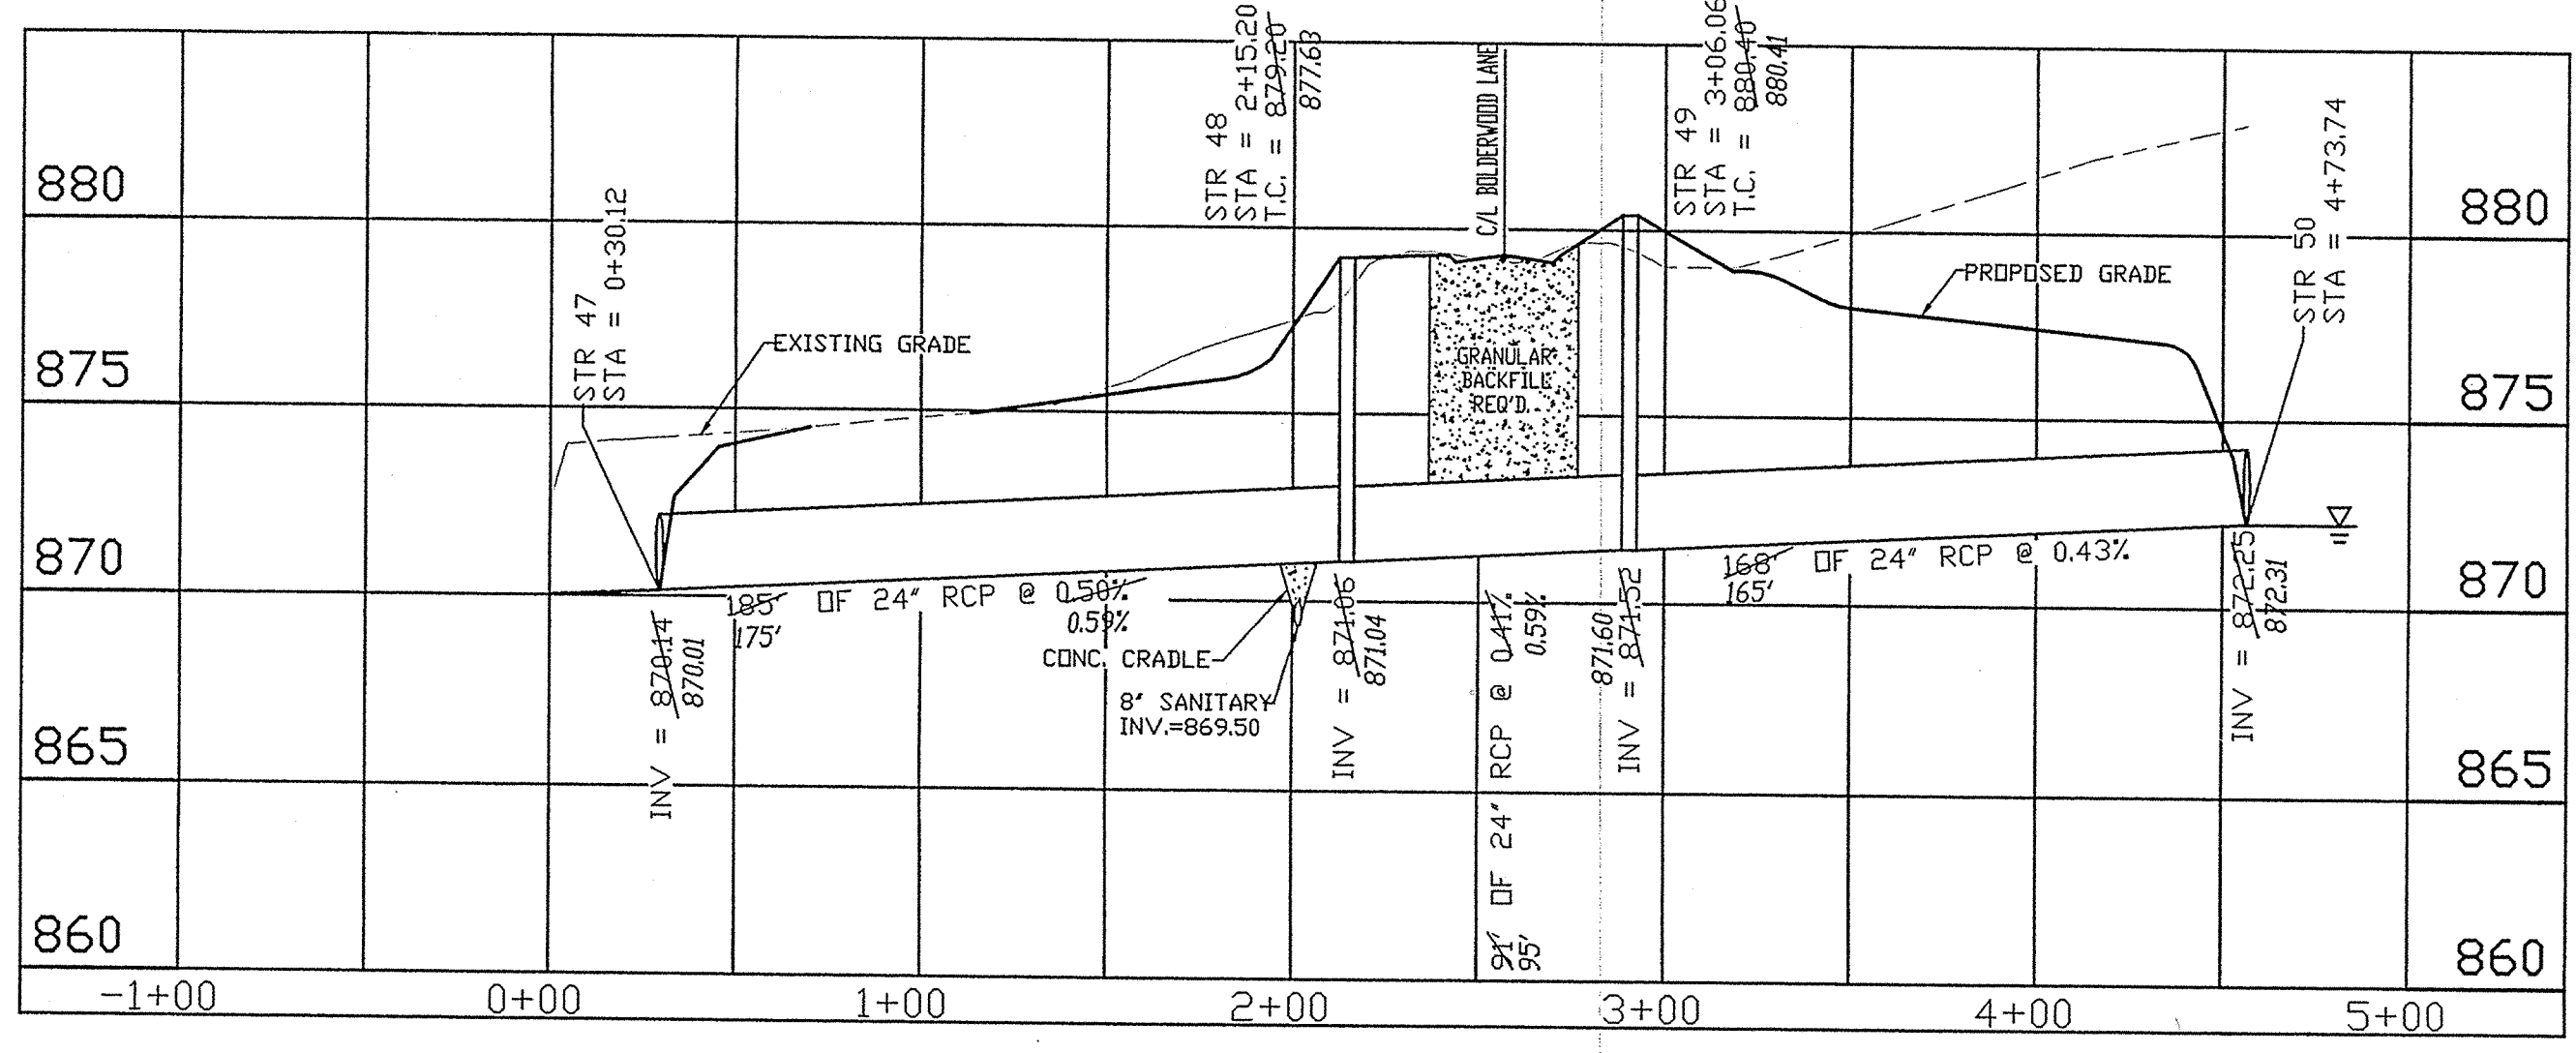 STR 48
STA = 2+15.20
T.C. = 879.20
877.63
C/L BOLDERWOOD LANE
STR 49
STA = 3+06.06
T.C. = 880.40
880.41
STR 47
STA = 0+30.12
STR 50
STA = 4+73.74
880
880
875
875
870
870
865
865
860
860
EXISTING GRADE
PROPOSED GRADE
GRANULAR
BACKFILL
REQ'D.
185' OF 24" RCP @ 0.50%
175'
0.59%
168' OF 24" RCP @ 0.43%
165'
CONC. CRADLE
8" SANITARY
INV.=869.50
INV = 870.14
870.01
INV = 871.06
871.04
91' OF 24" RCP @ 0.41%
95'
0.59%
871.60
INV = 871.52
INV = 872.25
872.31
-1+00
0+00
1+00
2+00
3+00
4+00
5+00